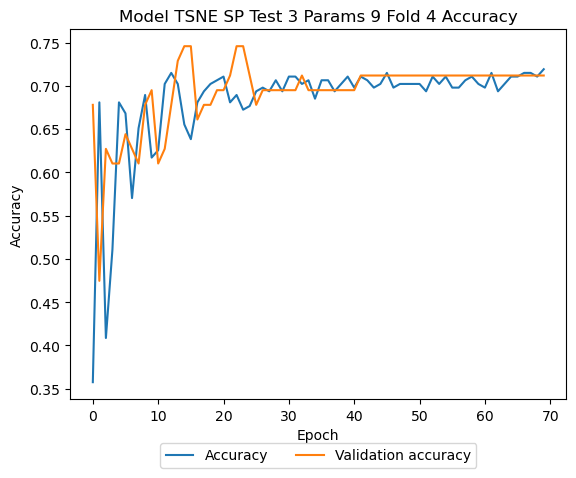 Model TSNE SP Test 3 Params 9 Fold 4 Accuracy
0.75
0.70
0.65
0.60
0.55
0.50
0.45
0.40
0.35
Accuracy
0 10 20 30 40 50 60 70
Epoch
Accuracy Validation accuracy